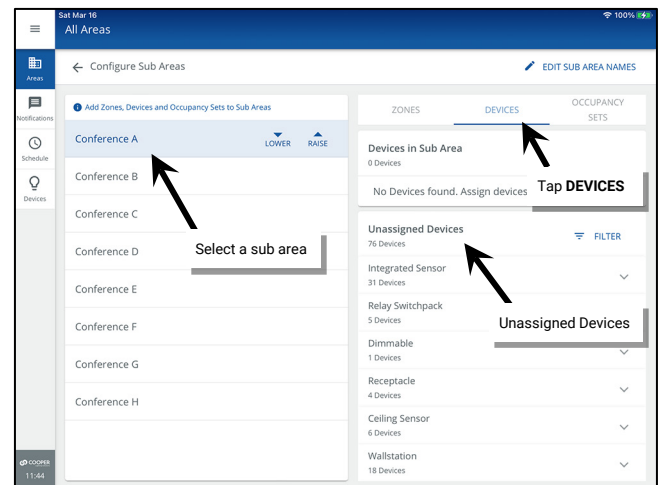 Sat Mar 16
100%
All Areas
Configure Sub Areas
EDIT SUB AREA NAMES
Areas
Notifications
Schedule
Devices
Add Zones, Devices and Occupancy Sets to Sub Areas
Conference A
LOWER
RAISE
Conference B
Conference C
Conference D
Conference E
Conference F
Conference G
Conference H
Select a sub area
ZONES
DEVICES
OCCUPANCY
SETS
Devices in Sub Area
0 Devices
No Devices found. Assign devices
Tap DEVICES
Unassigned Devices
76 Devices
FILTER
Integrated Sensor
31 Devices
Relay Switchpack
5 Devices
Unassigned Devices
Dimmable
1 Devices
Receptacle
4 Devices
Ceiling Sensor
6 Devices
Wallstation
18 Devices
COOPER
11:44